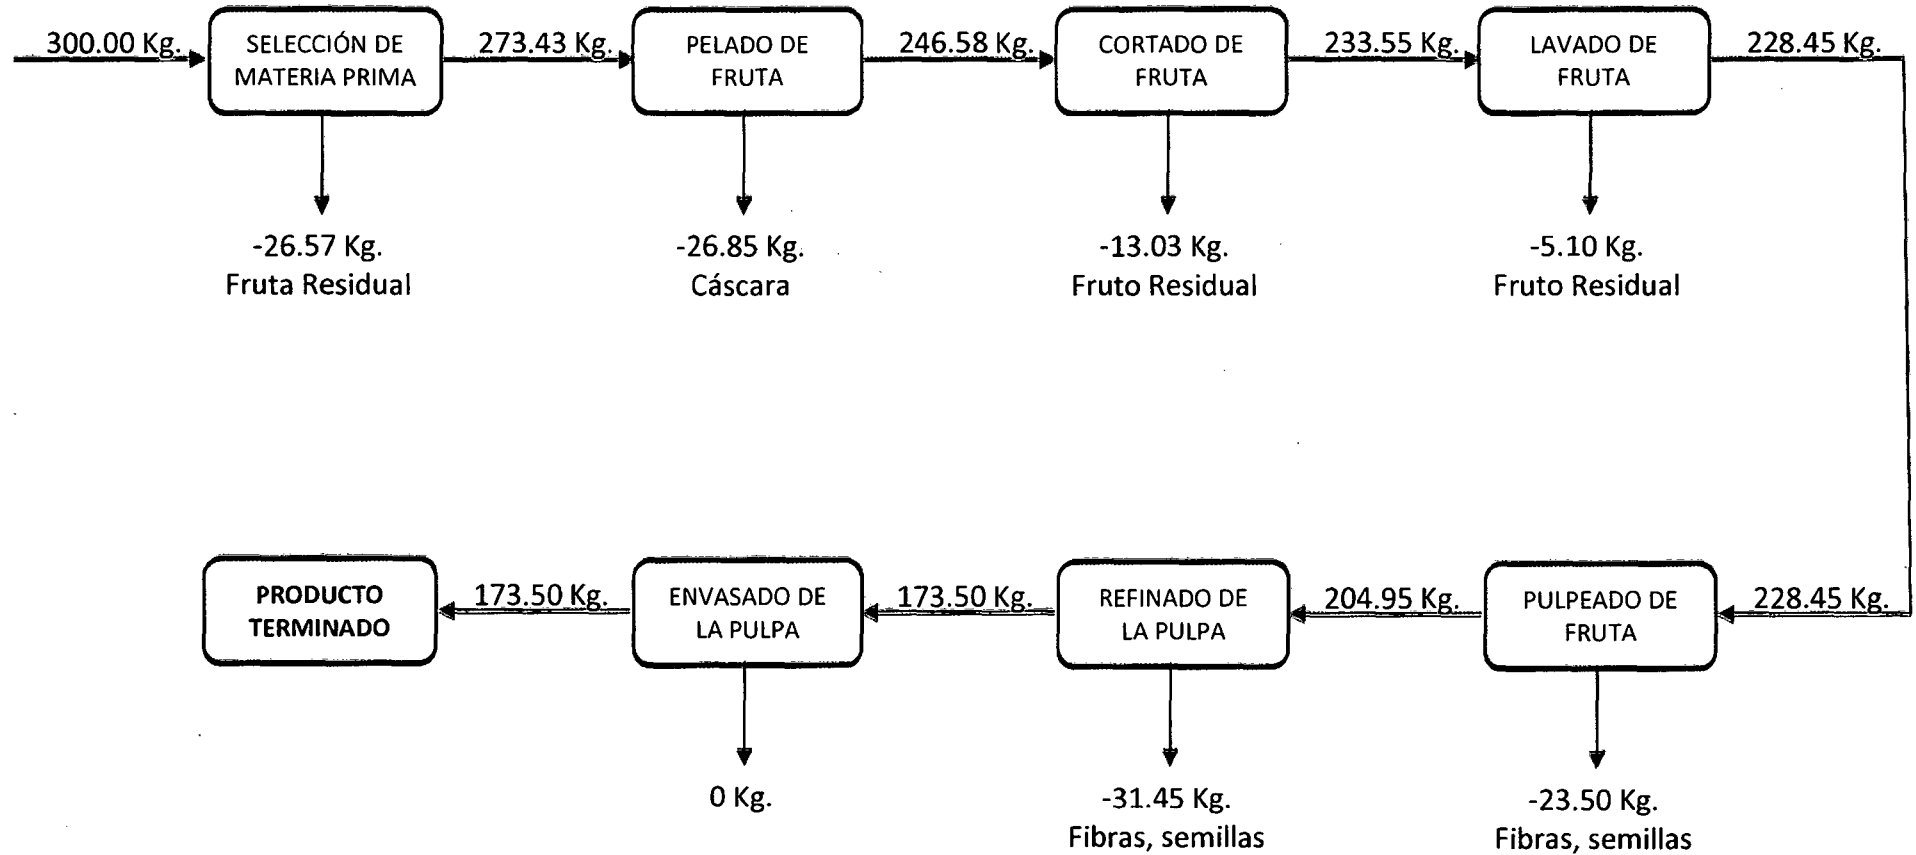 300.00 Kg.
SELECCIÓN DE
MATERIA PRIMA
273.43 Kg.
PELADO DE
FRUTA
246.58 Kg.
CORTADO DE
FRUTA
233.55 Kg.
LAVADO DE
FRUTA
228.45 Kg.
-26.57 Kg.
Fruta Residual
-26.85 Kg.
Cáscara
-13.03 Kg.
Fruto Residual
-5.10 Kg.
Fruto Residual
228.45 Kg.
PULPEADO DE
FRUTA
204.95 Kg.
REFINADO DE
LA PULPA
173.50 Kg.
ENVASADO DE
LA PULPA
173.50 Kg.
PRODUCTO
TERMINADO
-23.50 Kg.
Fibras, semillas
-31.45 Kg.
Fibras, semillas
0 Kg.